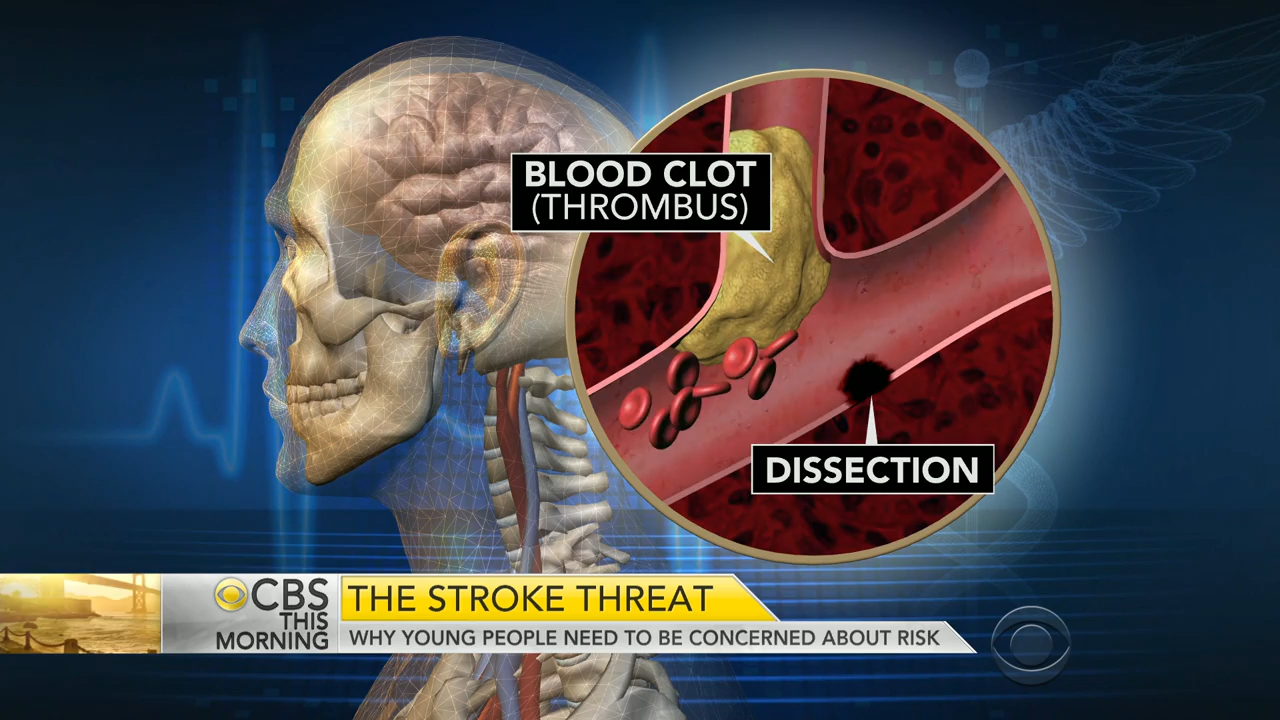 BLOOD CLOT
(THROMBUS)
DISSECTION
CBS
THIS
MORNING
THE STROKE THREAT
WHY YOUNG PEOPLE NEED TO BE CONCERNED ABOUT RISK